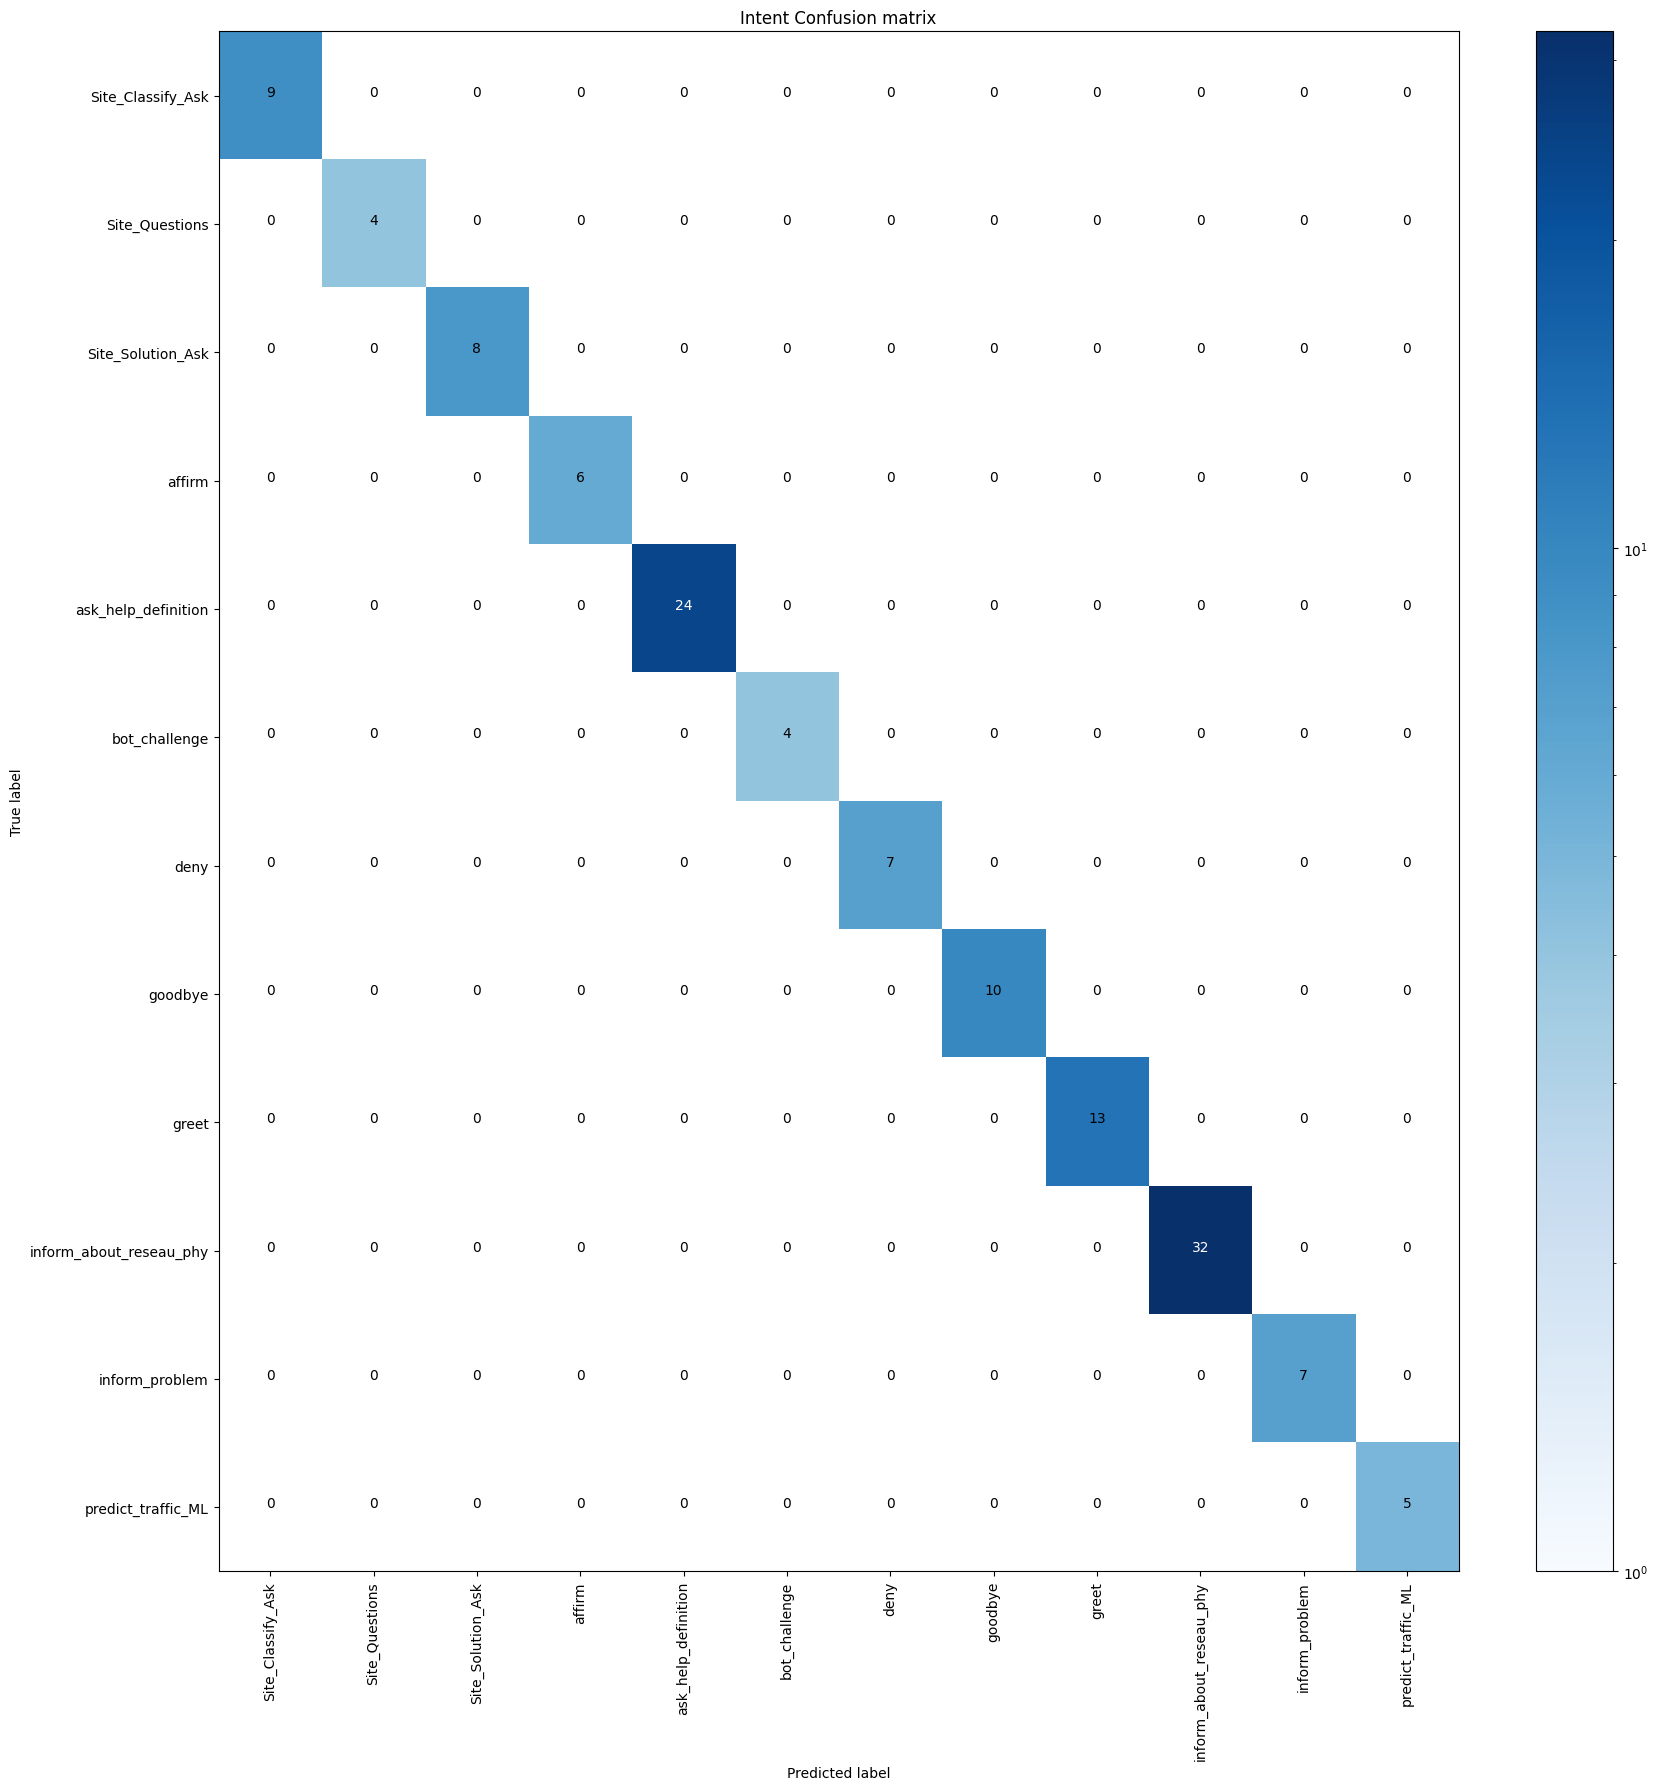 Intent Confusion matrix
True label
Site_Classify_Ask 9 0 0 0 0 0 0 0 0 0 0 0
Site_Questions 0 4 0 0 0 0 0 0 0 0 0 0
Site_Solution_Ask 0 0 8 0 0 0 0 0 0 0 0 0
affirm 0 0 0 6 0 0 0 0 0 0 0 0
ask_help_definition 0 0 0 0 24 0 0 0 0 0 0 0
bot_challenge 0 0 0 0 0 4 0 0 0 0 0 0
deny 0 0 0 0 0 0 7 0 0 0 0 0
goodbye 0 0 0 0 0 0 0 10 0 0 0 0
greet 0 0 0 0 0 0 0 0 13 0 0 0
inform_about_reseau_phy 0 0 0 0 0 0 0 0 0 32 0 0
inform_problem 0 0 0 0 0 0 0 0 0 0 7 0
predict_traffic_ML 0 0 0 0 0 0 0 0 0 0 0 5
Site_Classify_Ask
Site_Questions
Site_Solution_Ask
affirm
ask_help_definition
bot_challenge
deny
goodbye
greet
inform_about_reseau_phy
inform_problem
predict_traffic_ML
Predicted label
10¹
10⁰